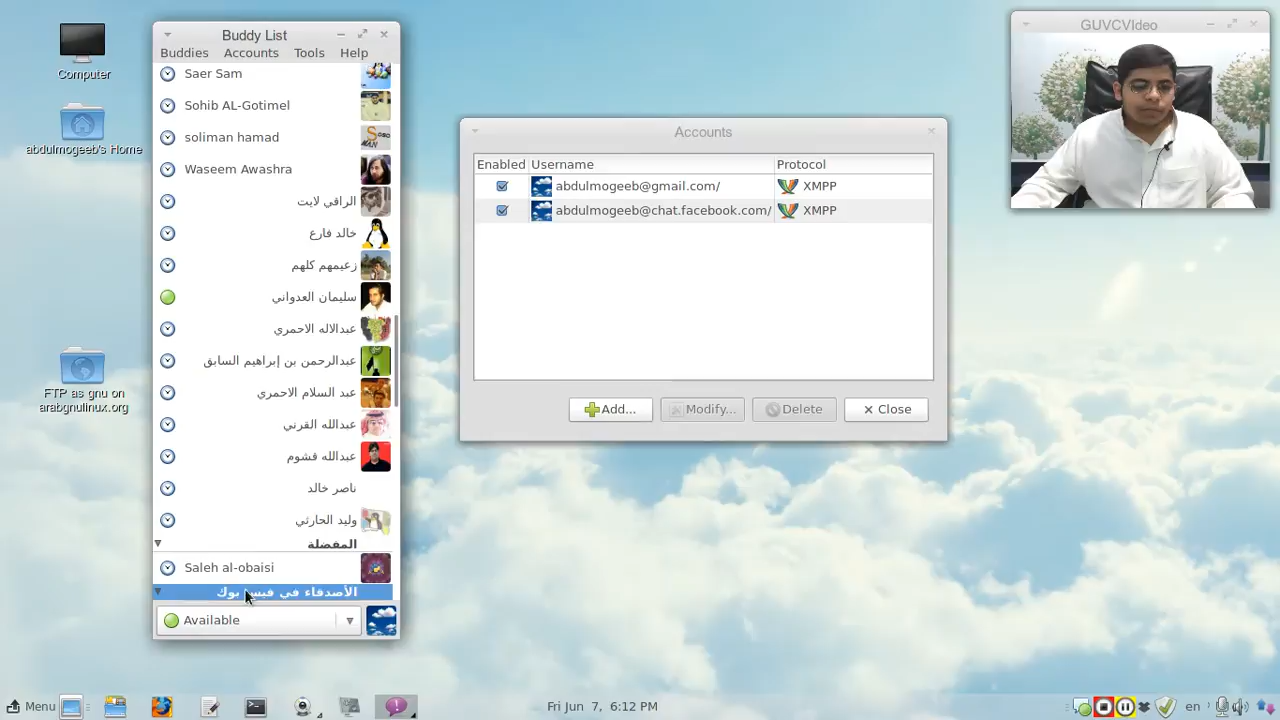 Computer
abdulmogeeb's Home
FTP as gnu on
arabgnulinux.org
Buddy List
Buddies Accounts Tools Help
Saer Sam
Sohib AL-Gotimel
soliman hamad
Waseem Awashra
الراقي لايت
خالد فارع
زعيمهم كلهم
سليمان العدواني
عبدالاله الاحمري
عبدالرحمن بن إبراهيم السابق
عبد السلام الاحمري
عبدالله القرني
عبدالله قشوم
ناصر خالد
وليد الحارثي
المفضلة
Saleh al-obaisi
الأصدقاء في فيس بوك
Available
Accounts
Enabled Username Protocol
abdulmogeeb@gmail.com/ XMPP
abdulmogeeb@chat.facebook.com/ XMPP
Add... Modify... Delete Close
GUVCVIdeo
Menu
Fri Jun 7, 6:12 PM
en